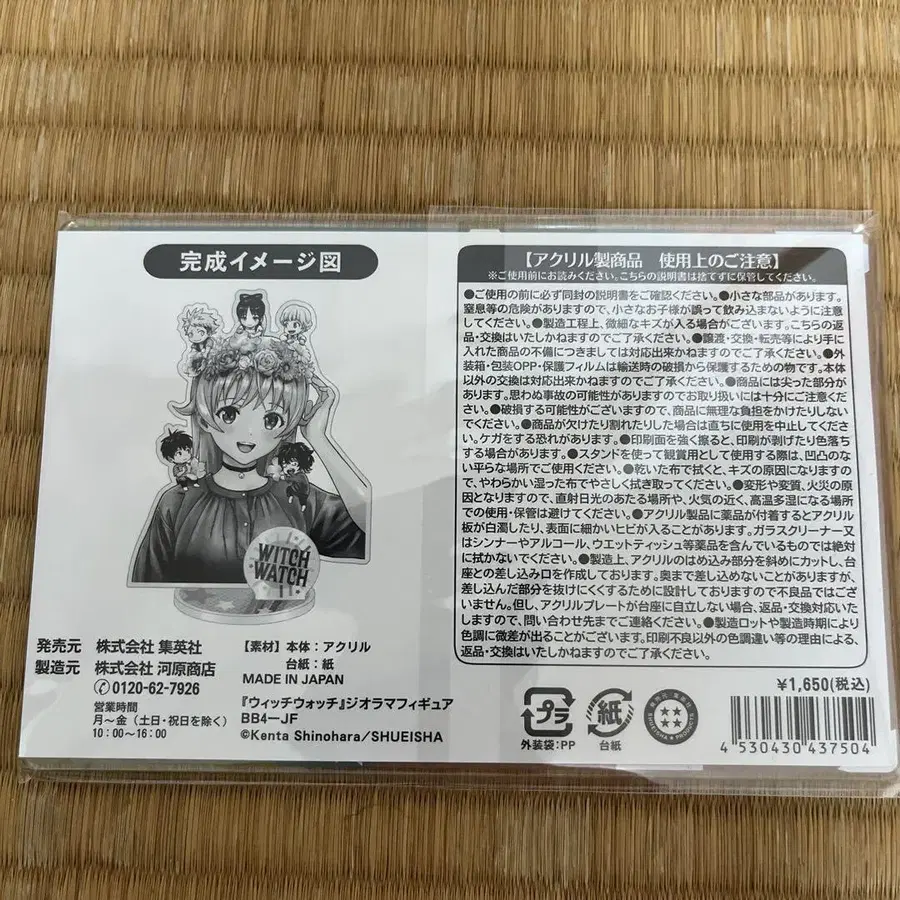 完成イメージ図
WITCH
WATCH
発売元 株式会社 集英社
製造元 株式会社 河原商店
0120-62-7926
営業時間
月〜金（土日・祝日を除く）
10：00〜16：00
【素材】本体：アクリル
台紙：紙
MADE IN JAPAN
『ウィッチウォッチ』ジオラマフィギュア
BB4ーJF
©Kenta Shinohara/SHUEISHA
【アクリル製商品 使用上のご注意】
※ご使用前にお読みください。こちらの説明書は捨てずに保管してください。
●ご使用の前に必ず同封の説明書をご確認ください。●小さな部品があります。
窒息等の危険がありますので、小さなお子様が誤って飲み込まないように注意
してください。●製造工程上、微細なキズが入る場合がございます。こちらの返
品・交換はいたしかねますのでご了承ください。●譲渡・交換・転売等により手に
入れた商品の不備につきましては対応出来かねますのでご了承ください。●外
装箱・包装OPP・保護フィルムは輸送時の破損から保護するための物です。本体
以外の交換は対応出来かねますのでご了承ください。●商品には尖った部分が
あります。思わぬ事故の可能性がありますのでお取り扱いには十分にご注意くださ
い。●破損する可能性がございますので、商品に無理な負担をかけたりしない
でください。●商品が欠けたり割れたりした場合は直ちに使用を中止してくださ
い。ケガをする恐れがあります。●印刷面を強く擦ると、印刷が剥げたり色落ち
する場合があります。●スタンドを使って観賞用として使用する際は、凹凸のな
い平らな場所でご使用ください。●乾いた布で拭くと、キズの原因になりますの
で、やわらかい湿った布でやさしく拭き取ってください。●変形や変質、火災の原
因となりますので、直射日光のあたる場所や、火気の近く、高温多湿になる場所
での使用・保管は避けてください。●アクリル製品に薬品が付着するとアクリル
板が白濁したり、表面に細かいヒビが入ることがあります。ガラスクリーナー又
はシンナーやアルコール、ウエットティッシュ等薬品を含んでいるものでは絶対
に拭かないでください。●製造上、アクリルのはめ込み部分を斜めにカットし、台
座との差し込み口を作成しております。奥まで差し込めないことがありますが、
差し込んだ部分を抜けにくくするために設計しておりますので不良品ではござ
いません。但し、アクリルプレートが台座に自立しない場合、返品・交換対応いた
しますので、問い合わせ先までご連絡ください。●製造ロットや製造時期により
色調に微差が出ることがございます。印刷不良以外の色調違い等の理由による、
返品・交換はいたしかねますのでご了承ください。
¥1,650(税込)
プラ
外装袋：PP
紙
台紙
SHUEISHA PRODUCTS
4 530430 437504